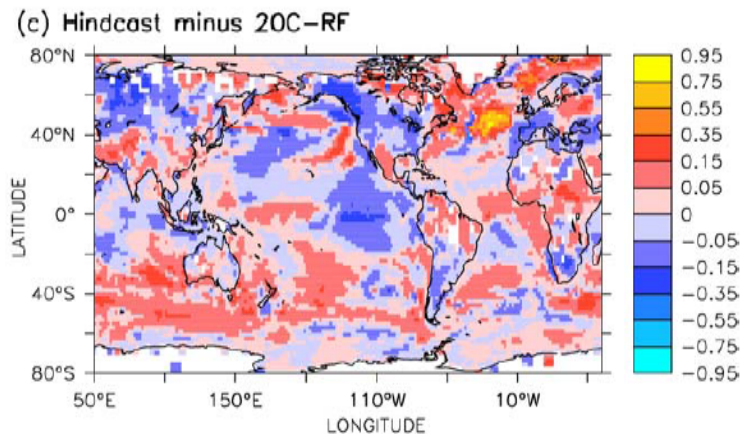 (c) Hindcast minus 20C-RF
80°N
40°N
0°
40°S
80°S
LATITUDE
50°E 150°E 110°W 10°W
LONGITUDE
0.95
0.75
0.55
0.35
0.15
0.05
0
-0.05
-0.15
-0.35
-0.55
-0.75
-0.95